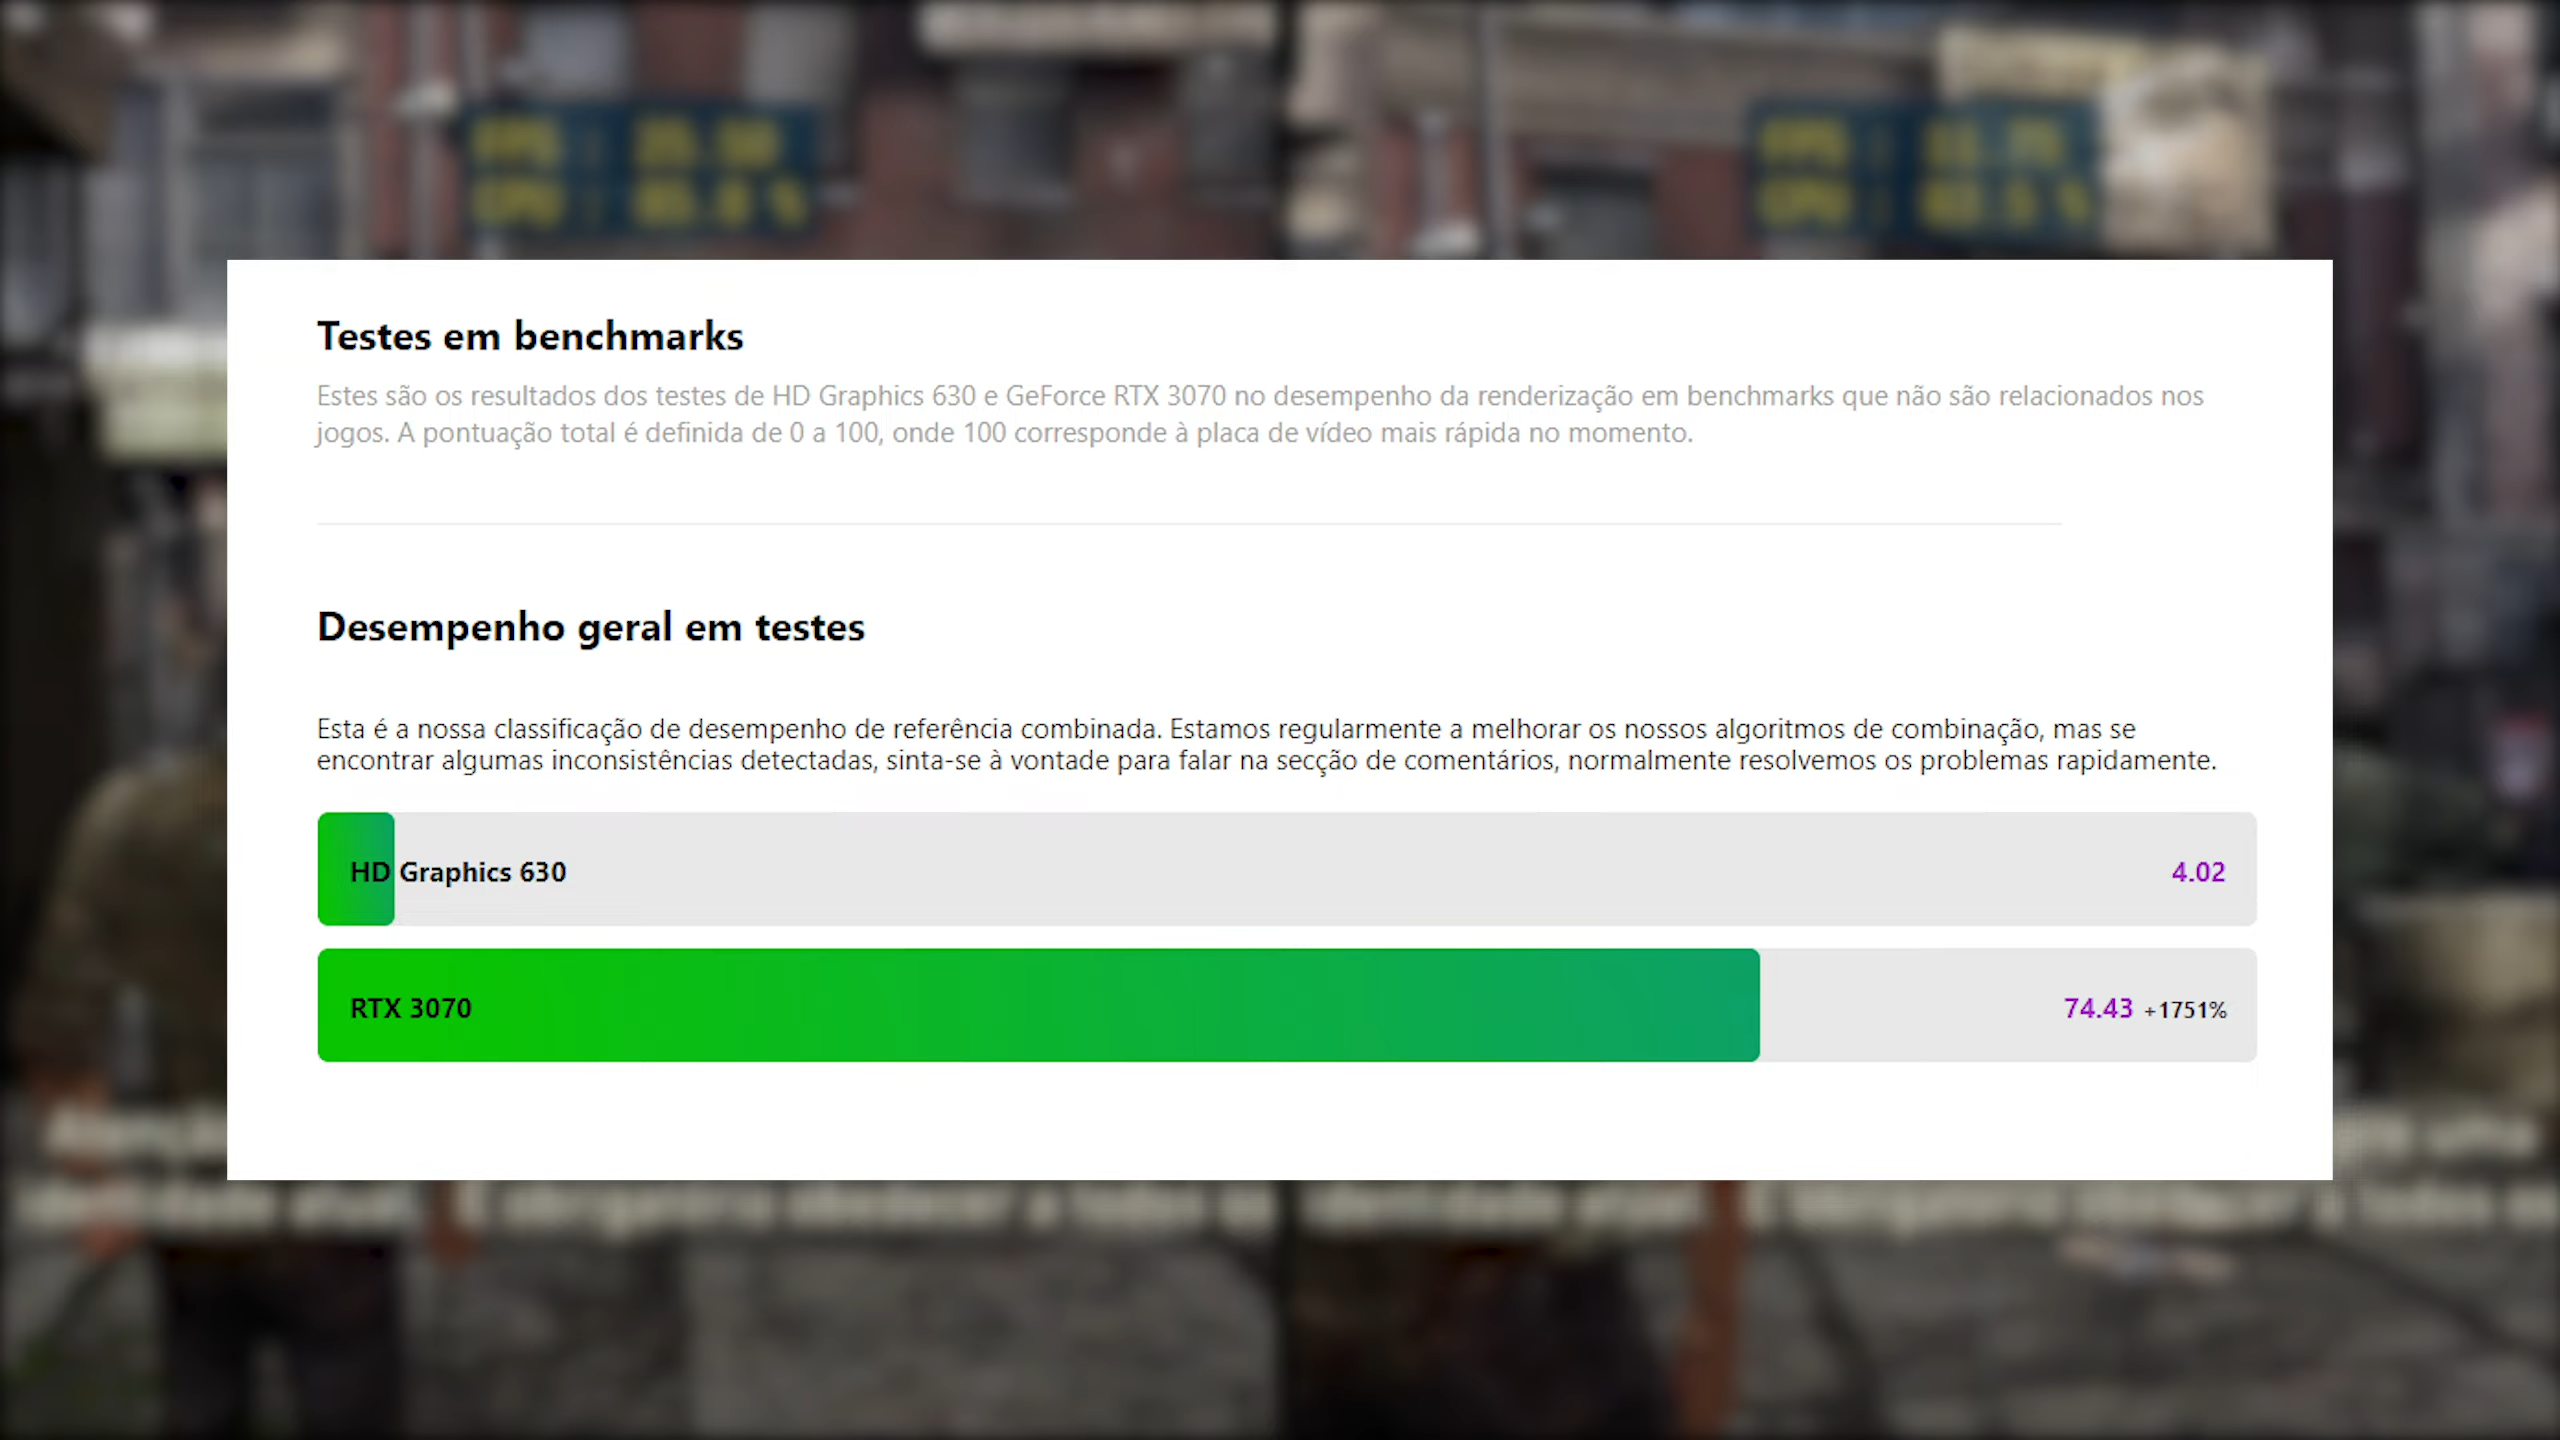 FPS :
CPU :
FPS :
CPU :
Testes em benchmarks
Estes são os resultados dos testes de HD Graphics 630 e GeForce RTX 3070 no desempenho da renderização em benchmarks que não são relacionados nos
jogos. A pontuação total é definida de 0 a 100, onde 100 corresponde à placa de vídeo mais rápida no momento.
Desempenho geral em testes
Esta é a nossa classificação de desempenho de referência combinada. Estamos regularmente a melhorar os nossos algoritmos de combinação, mas se
encontrar algumas inconsistências detectadas, sinta-se à vontade para falar na secção de comentários, normalmente resolvemos os problemas rapidamente.
HD Graphics 630 4.02
RTX 3070 74.43 +1751%